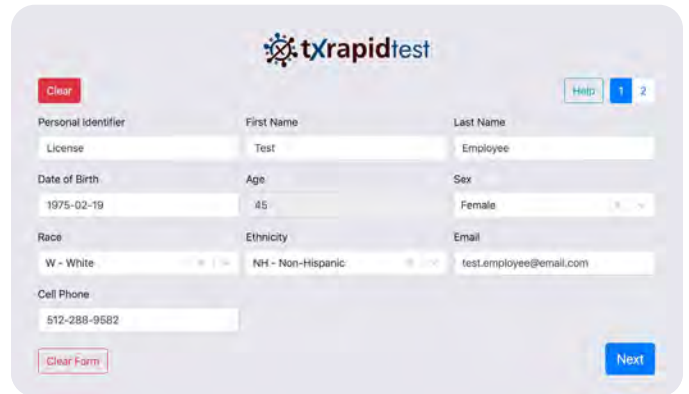 txrapidtest
Clear Help 1 2
Personal Identifier First Name Last Name
License Test Employee
Date of Birth Age Sex
1975-02-19 45 Female
Race Ethnicity Email
W - White NH - Non-Hispanic test.employee@email.com
Cell Phone
512-288-9582
Clear Form Next